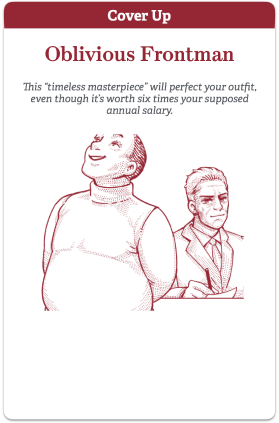 Cover Up
Oblivious Frontman
This “timeless masterpiece” will perfect your outfit,
even though it’s worth six times your supposed
annual salary.